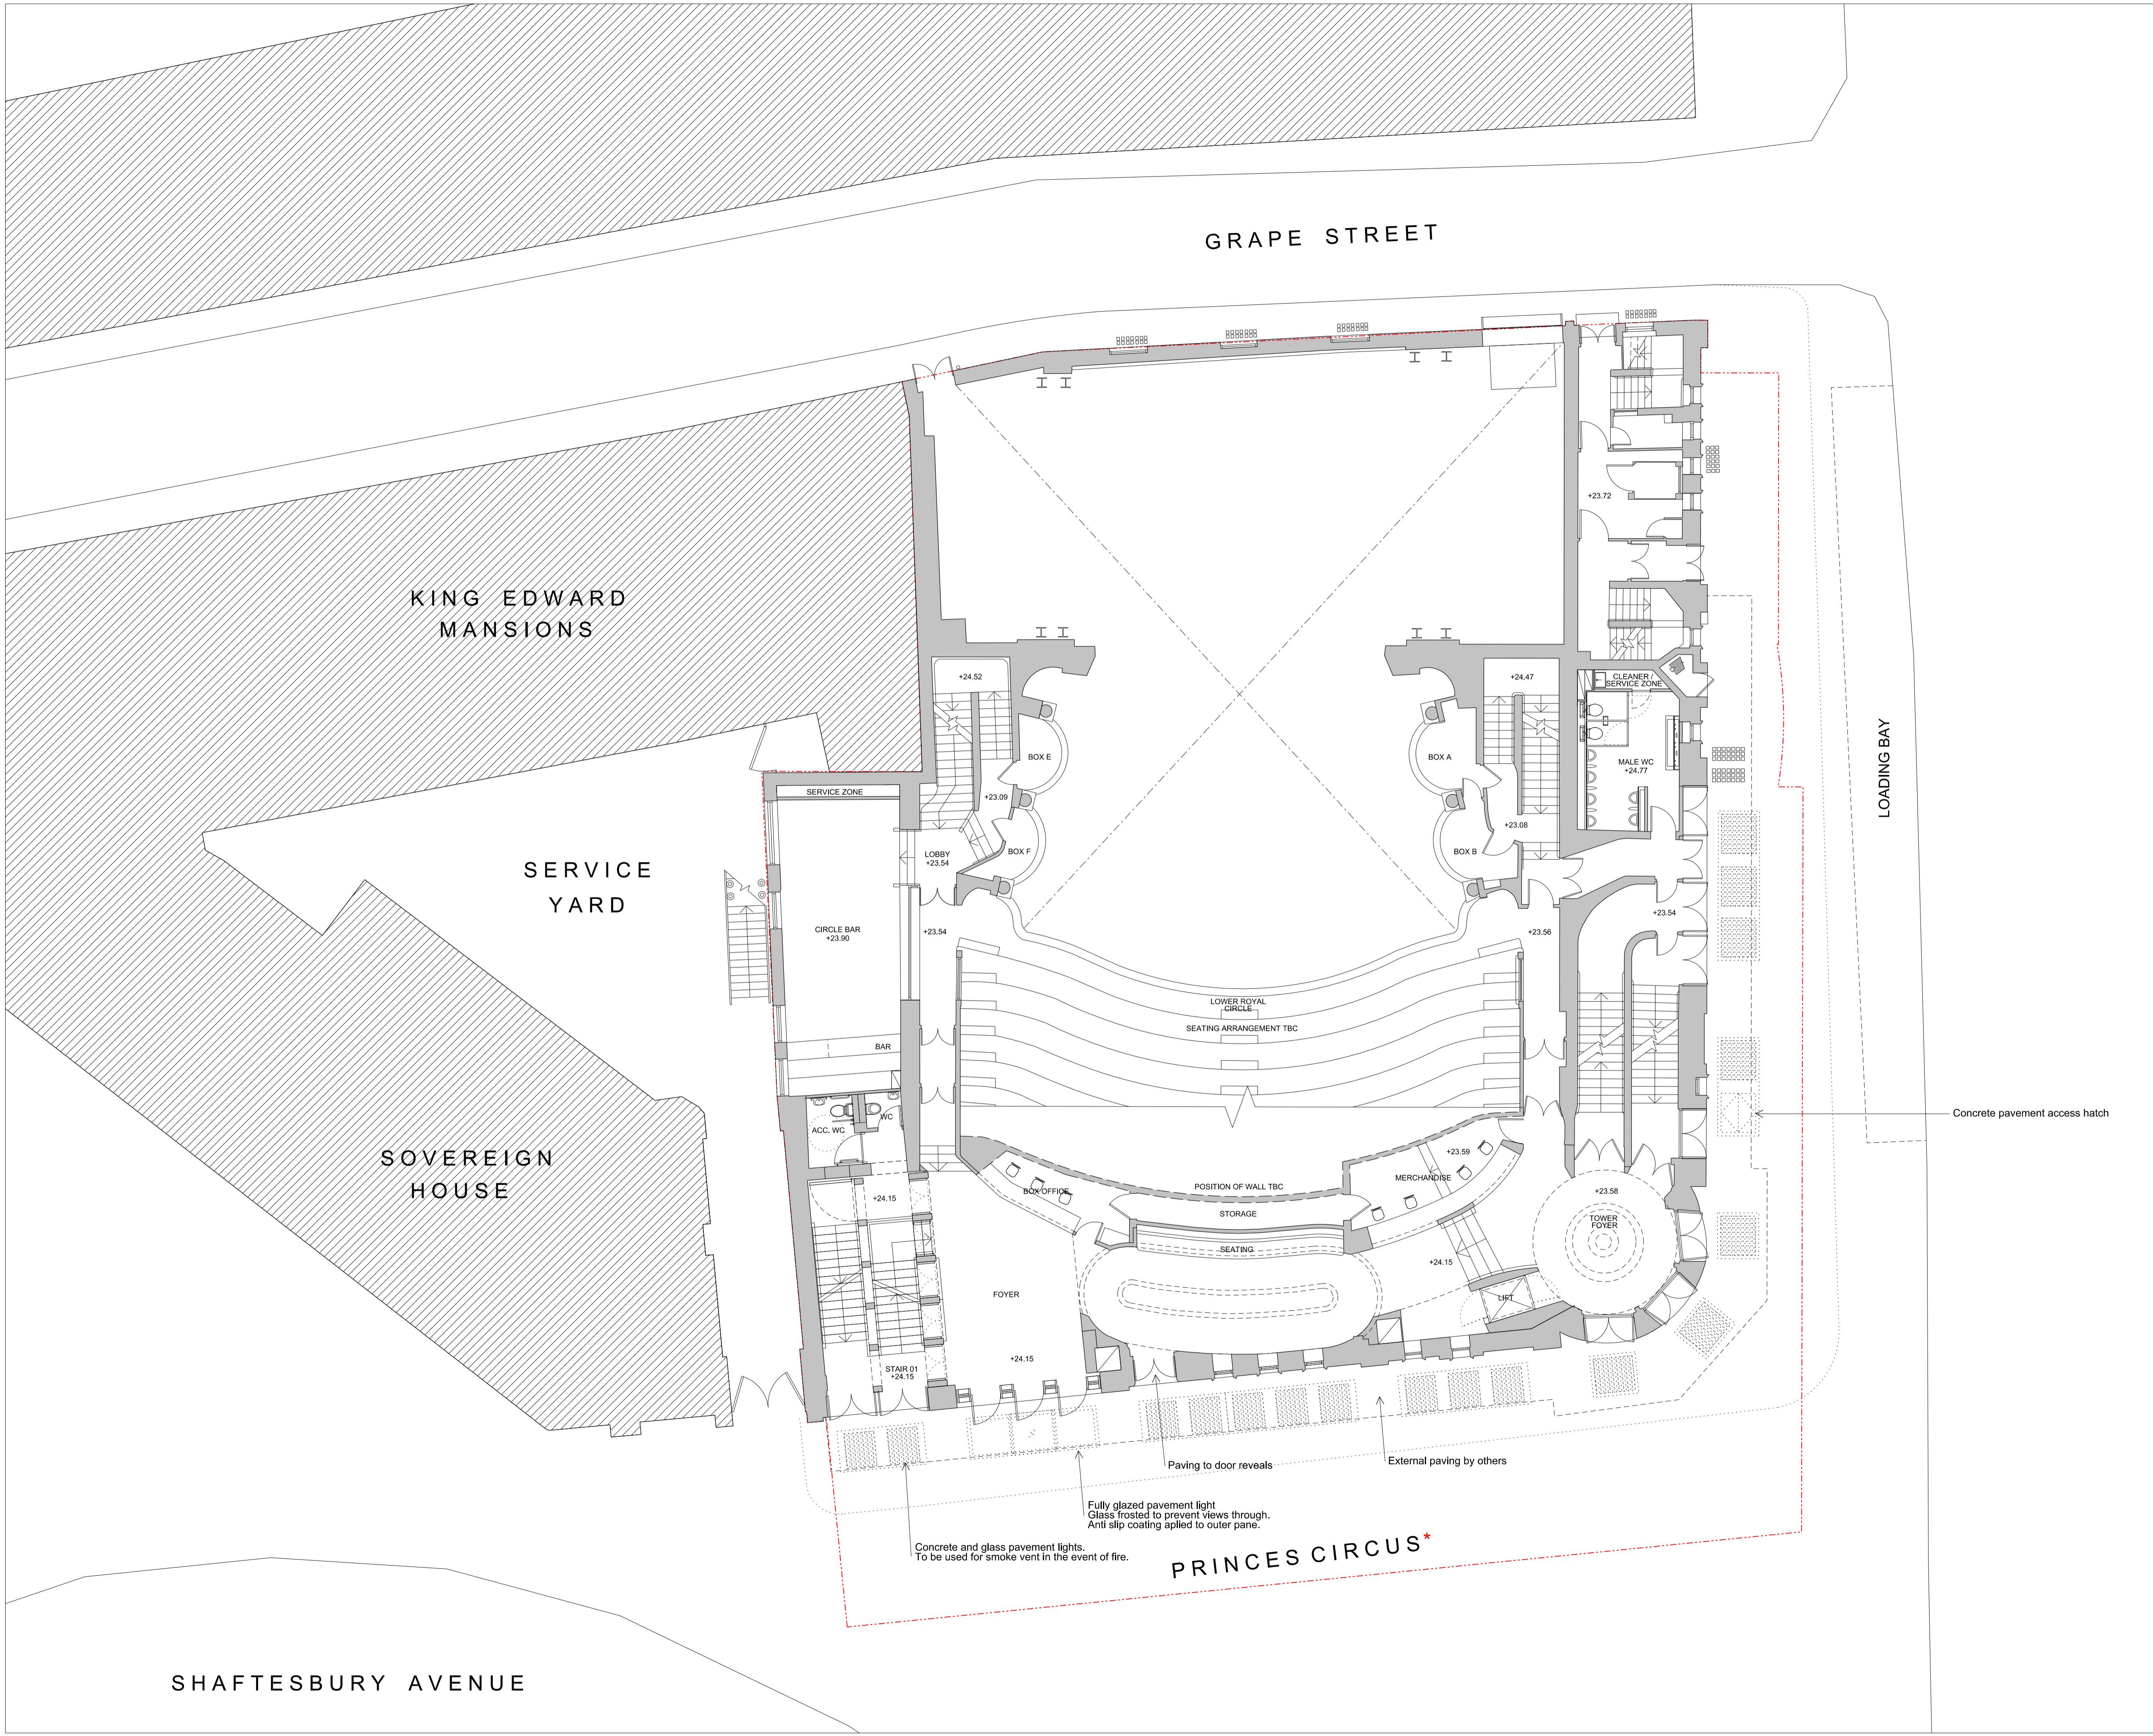 GRAPE STREET
+23.72
KING EDWARD
MANSIONS
+24.52
+24.47
CLEANER /
SERVICE ZONE
BOX E
BOX A
MALE WC
+24.77
LOADING BAY
SERVICE ZONE
+23.09
+23.08
LOBBY
+23.54
BOX F
BOX B
SERVICE
YARD
+23.54
CIRCLE BAR
+23.90
+23.54
+23.56
LOWER ROYAL
CIRCLE
SEATING ARRANGEMENT TBC
BAR
Concrete pavement access hatch
WC
ACC. WC
SOVEREIGN
HOUSE
+23.59
MERCHANDISE
POSITION OF WALL TBC
BOX OFFICE
+24.15
+23.58
STORAGE
TOWER
FOYER
SEATING
+24.15
FOYER
LIFT
+24.15
STAIR 01
+24.15
Paving to door reveals
External paving by others
Fully glazed pavement light
Glass frosted to prevent views through.
Anti slip coating aplied to outer pane.
Concrete and glass pavement lights.
To be used for smoke vent in the event of fire.
PRINCES CIRCUS*
SHAFTESBURY AVENUE